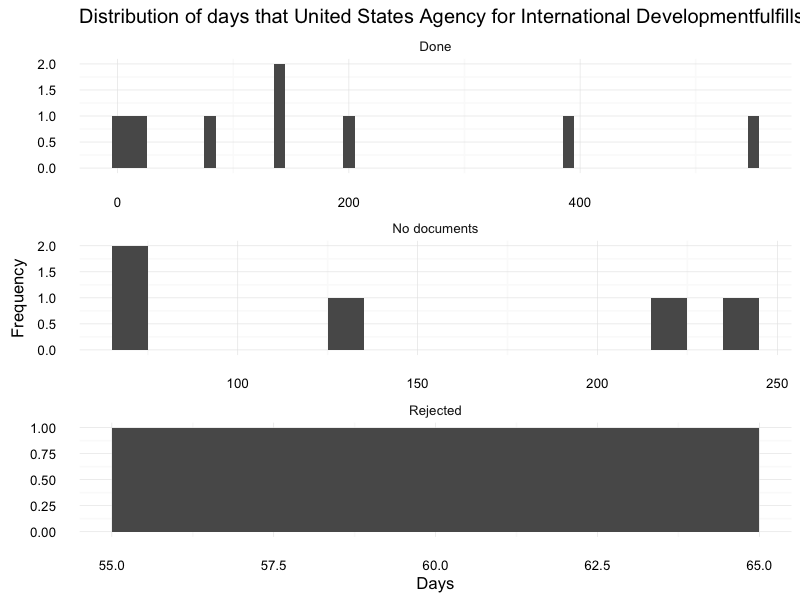 Distribution of days that United States Agency for International Developmentfulfills
Done
2.0
1.5
1.0
0.5
0.0
0 200 400
No documents
2.0
1.5
1.0
0.5
0.0
100 150 200 250
Rejected
1.00
0.75
0.50
0.25
0.00
55.0 57.5 60.0 62.5 65.0
Frequency
Days